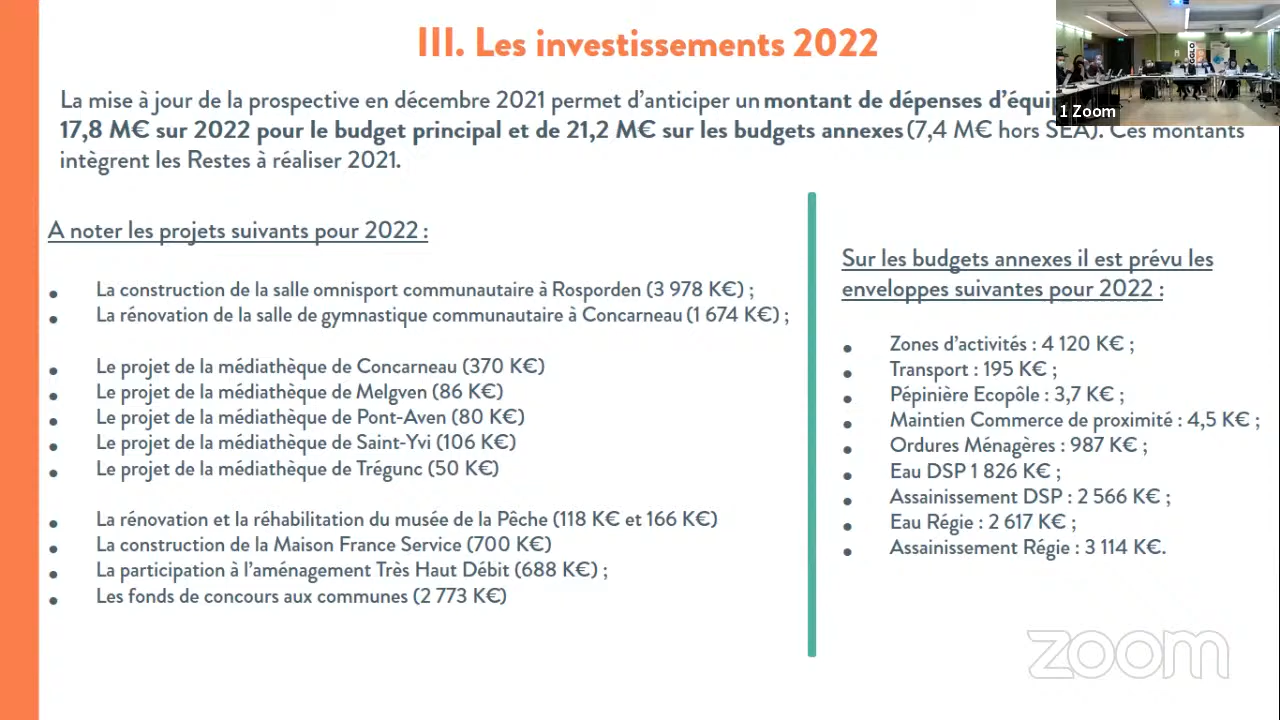 III. Les investissements 2022
La mise à jour de la prospective en décembre 2021 permet d'anticiper un montant de dépenses
17,8 M€ sur 2022 pour le budget principal et de 21,2 M€ sur les budgets annexes (7,4 M€ hors SEA). Ces montants
intègrent les Restes à réaliser 2021.
1 Zoom
A noter les projets suivants pour 2022 :
La construction de la salle omnisport communautaire à Rosporden (3 978 K€) ;
La rénovation de la salle de gymnastique communautaire à Concarneau (1 674 K€) ;
Le projet de la médiathèque de Concarneau (370 K€)
Le projet de la médiathèque de Melgven (86 K€)
Le projet de la médiathèque de Pont-Aven (80 K€)
Le projet de la médiathèque de Saint-Yvi (106 K€)
Le projet de la médiathèque de Trégunc (50 K€)
La rénovation et la réhabilitation du musée de la Pêche (118 K€ et 166 K€)
La construction de la Maison France Service (700 K€)
La participation à l'aménagement Très Haut Débit (688 K€) ;
Les fonds de concours aux communes (2 773 K€)
Sur les budgets annexes il est prévu les
enveloppes suivantes pour 2022 :
Zones d'activités : 4 120 K€ ;
Transport : 195 K€ ;
Pépinière Ecopôle : 3,7 K€ ;
Maintien Commerce de proximité : 4,5 K€ ;
Ordures Ménagères : 987 K€ ;
Eau DSP 1 826 K€ ;
Assainissement DSP : 2 566 K€ ;
Eau Régie : 2 617 K€ ;
Assainissement Régie : 3 114 K€.
zoom